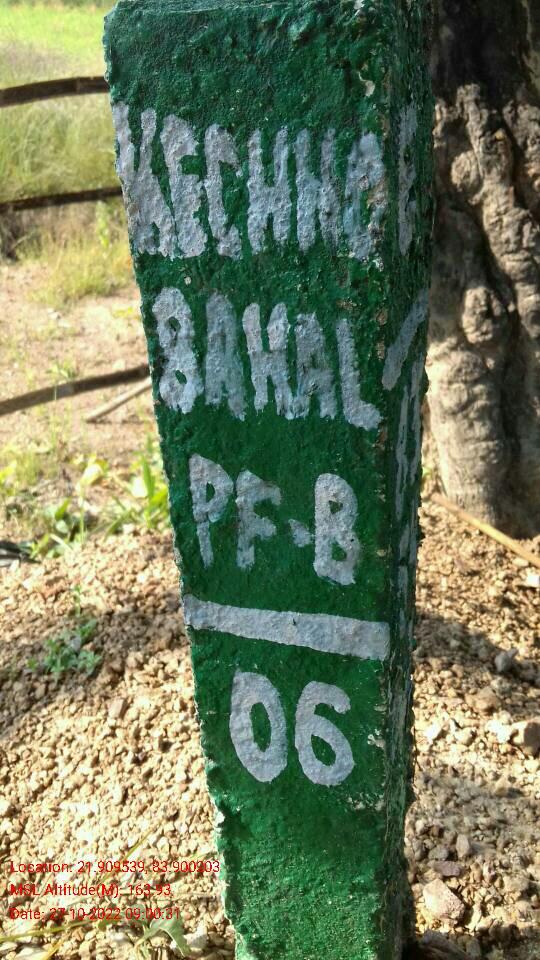 KECHHA
BAHAL
PF-B
06
Location: 21.909539, 83.900903
MSL Altitude(M): 163.93
Date: 27-10-2022 09:00:31